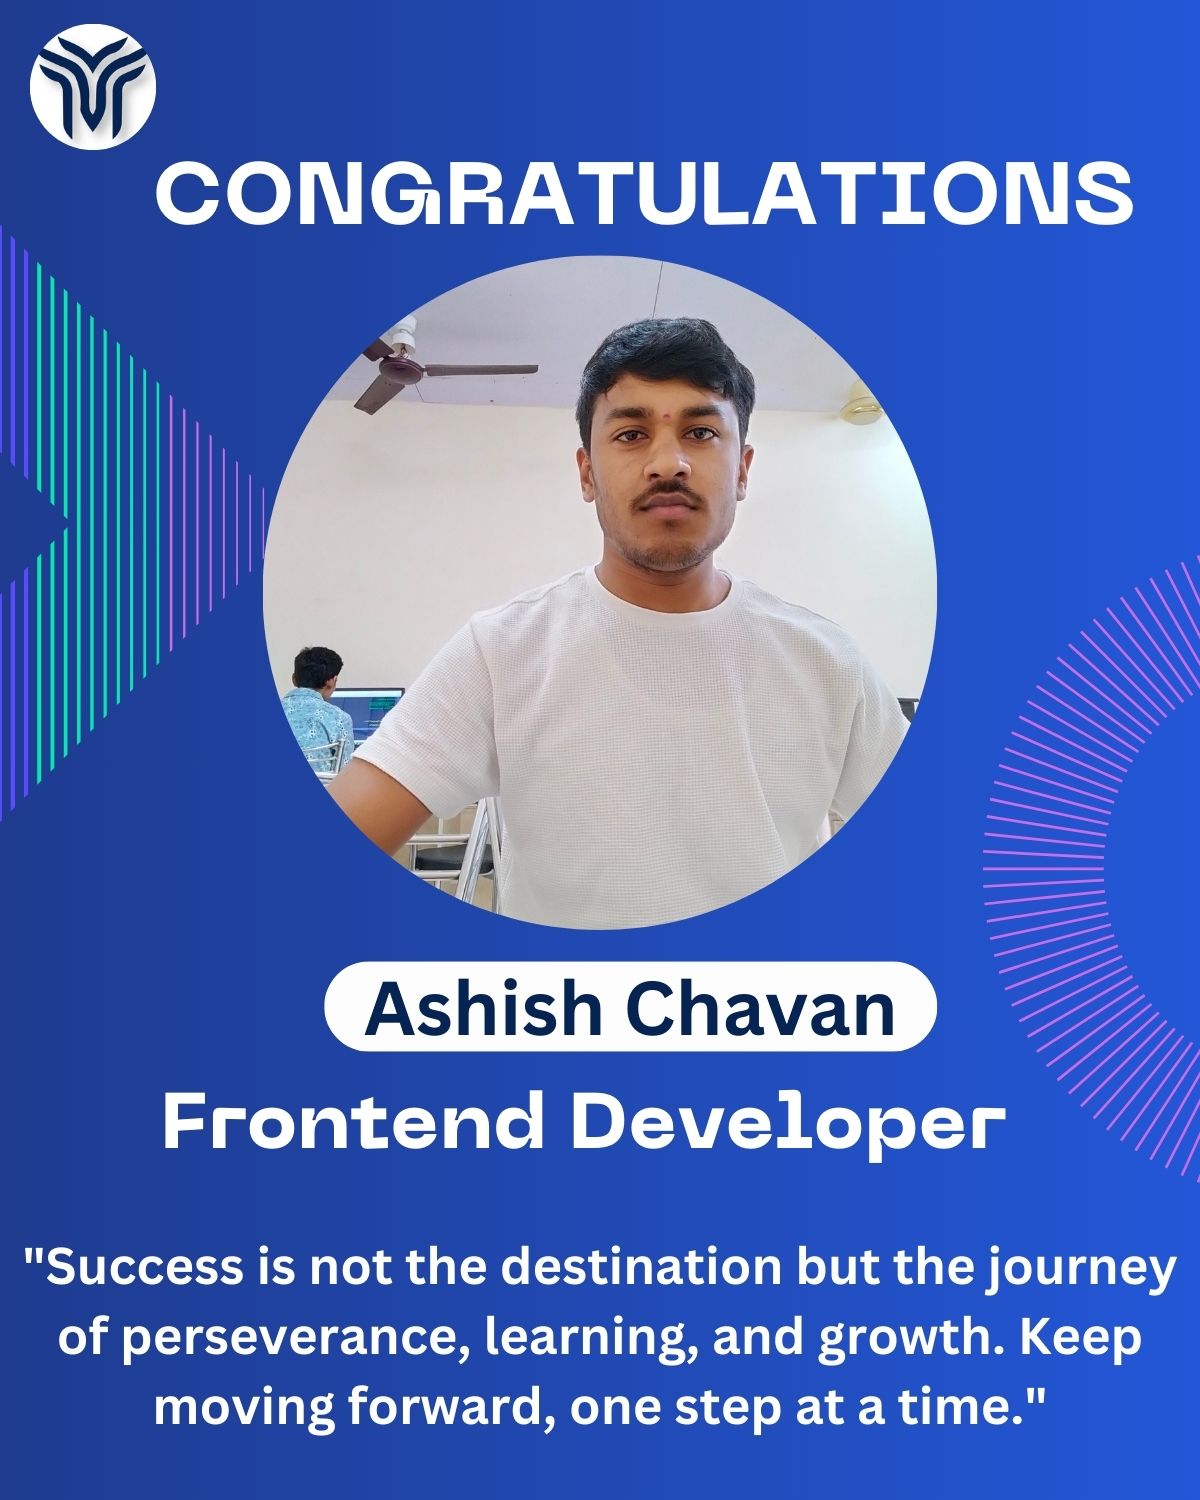 CONGRATULATIONS
Ashish Chavan
Frontend Developer
"Success is not the destination but the journey
of perseverance, learning, and growth. Keep
moving forward, one step at a time."